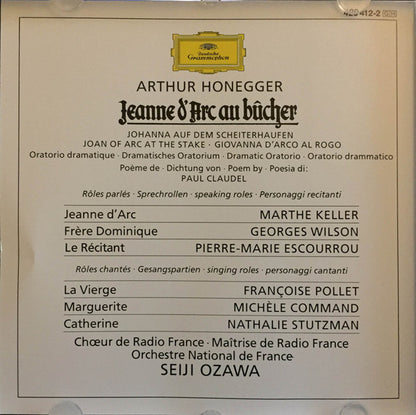 429 412-2
Deutsche
Grammophon
ARTHUR HONEGGER
Jeanne d'Arc au bûcher
JOHANNA AUF DEM SCHEITERHAUFEN
JOAN OF ARC AT THE STAKE · GIOVANNA D'ARCO AL ROGO
Oratorio dramatique · Dramatisches Oratorium · Dramatic Oratorio · Oratorio drammatico
Poème de · Dichtung von · Poem by · Poesia di:
PAUL CLAUDEL
Rôles parlés · Sprechrollen · speaking roles · Personaggi recitanti
Jeanne d'Arc MARTHE KELLER
Frère Dominique GEORGES WILSON
Le Récitant PIERRE-MARIE ESCOURROU
Rôles chantés · Gesangspartien · singing roles · personaggi cantanti
La Vierge FRANÇOISE POLLET
Marguerite MICHÈLE COMMAND
Catherine NATHALIE STUTZMAN
Chœur de Radio France · Maîtrise de Radio France
Orchestre National de France
SEIJI OZAWA